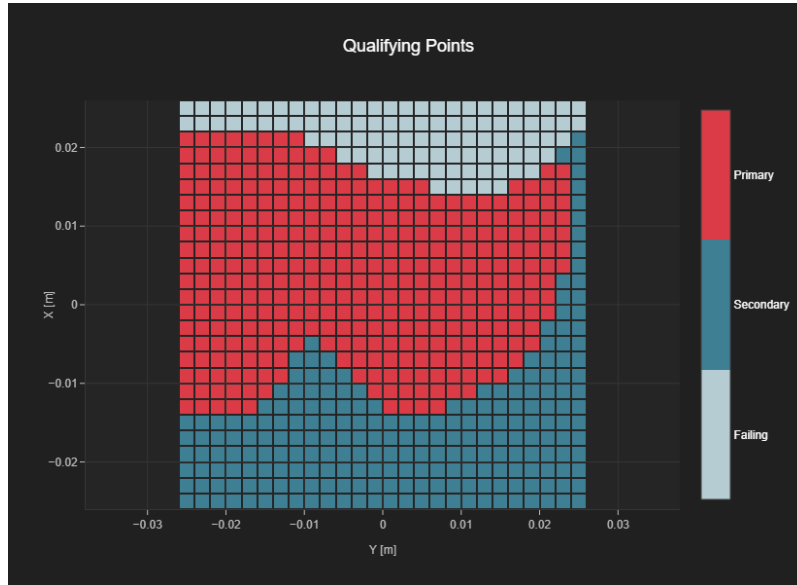 Qualifying Points
0.02
0.01
0
−0.01
−0.02
X [m]
−0.03
−0.02
−0.01
0
0.01
0.02
0.03
Y [m]
Primary
Secondary
Failing